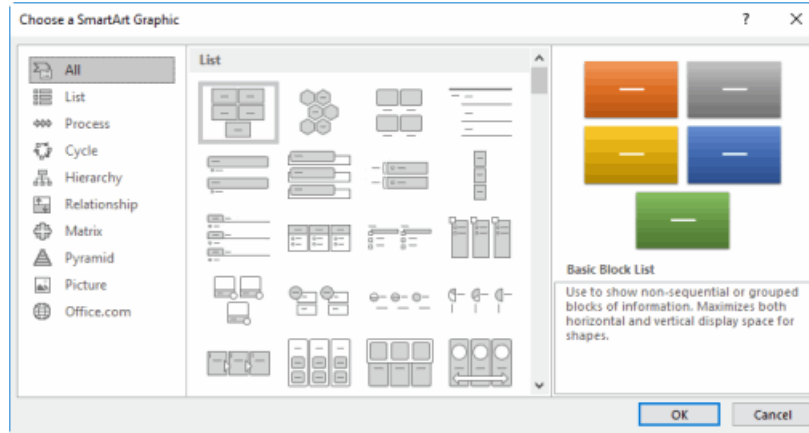 Choose a SmartArt Graphic
All
List
Process
Cycle
Hierarchy
Relationship
Matrix
Pyramid
Picture
Office.com
List
Basic Block List
Use to show non-sequential or grouped
blocks of information. Maximizes both
horizontal and vertical display space for
shapes.
OK
Cancel